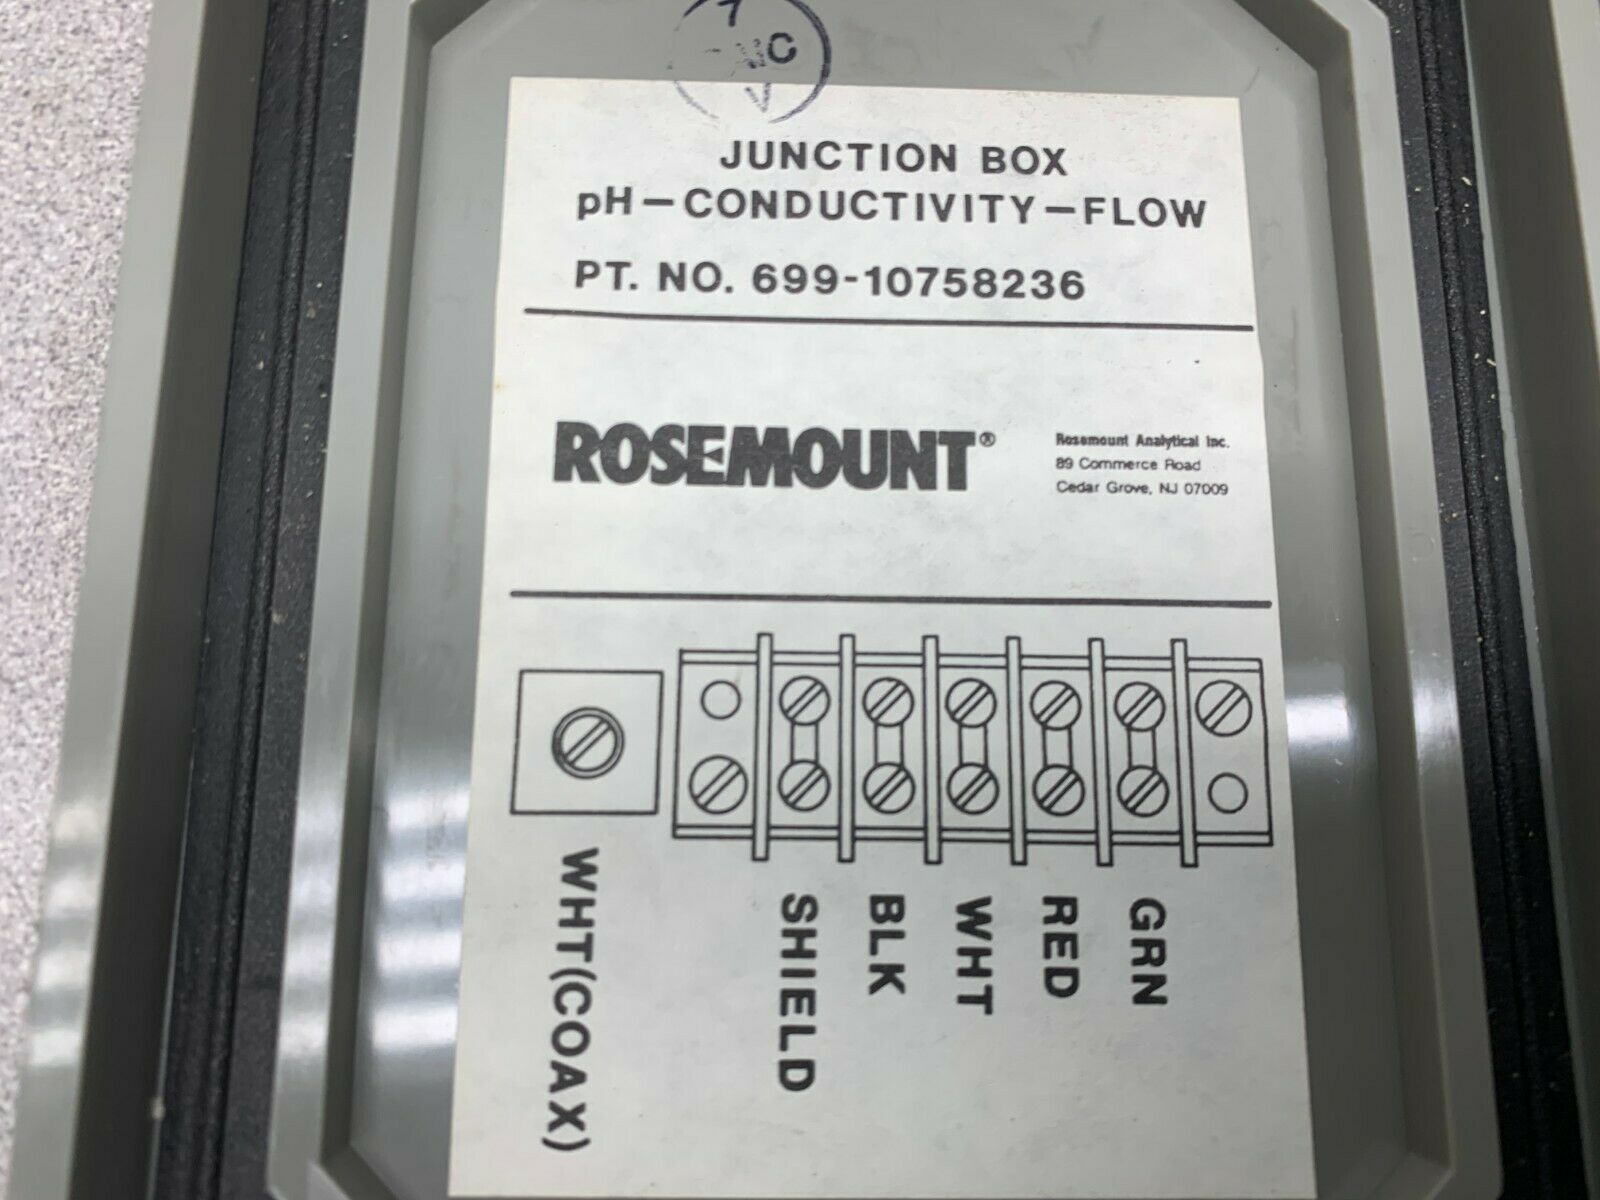 JUNCTION BOX
pH-CONDUCTIVITY-FLOW
PT. NO. 699-10758236
ROSEMOUNT®
Rosemount Analytical Inc.
89 Commerce Road
Cedar Grove, NJ 07009
WHT(COAX)
SHIELD
BLK
WHT
RED
GRN